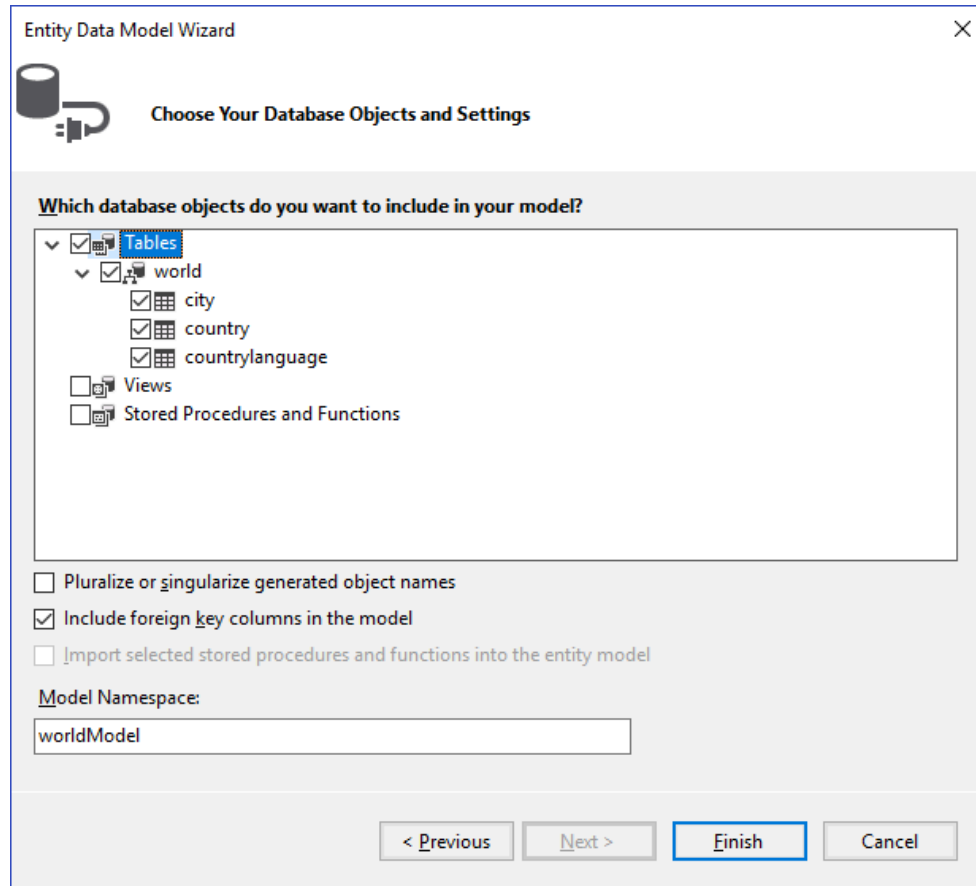 Entity Data Model Wizard
Choose Your Database Objects and Settings
Which database objects do you want to include in your model?
Tables
world
city
country
countrylanguage
Views
Stored Procedures and Functions
Pluralize or singularize generated object names
Include foreign key columns in the model
Import selected stored procedures and functions into the entity model
Model Namespace:
worldModel
< Previous Next > Finish Cancel